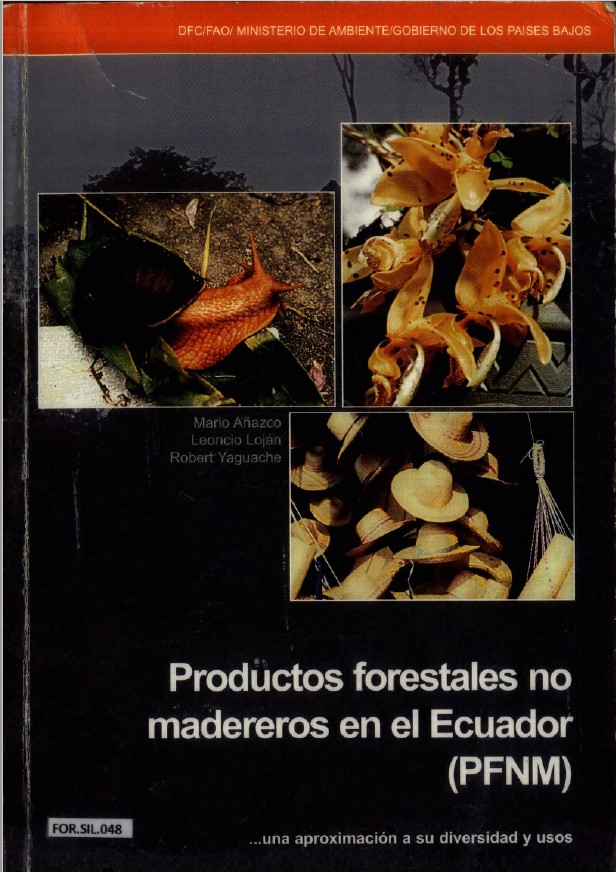 DFC/FAO/ MINISTERIO DE AMBIENTE/GOBIERNO DE LOS PAISES BAJOS
Mario Añazco
Leoncio Loján
Robert Yaguache
Productos forestales no
madereros en el Ecuador
(PFNM)
FOR.SIL.048
...una aproximación a su diversidad y usos